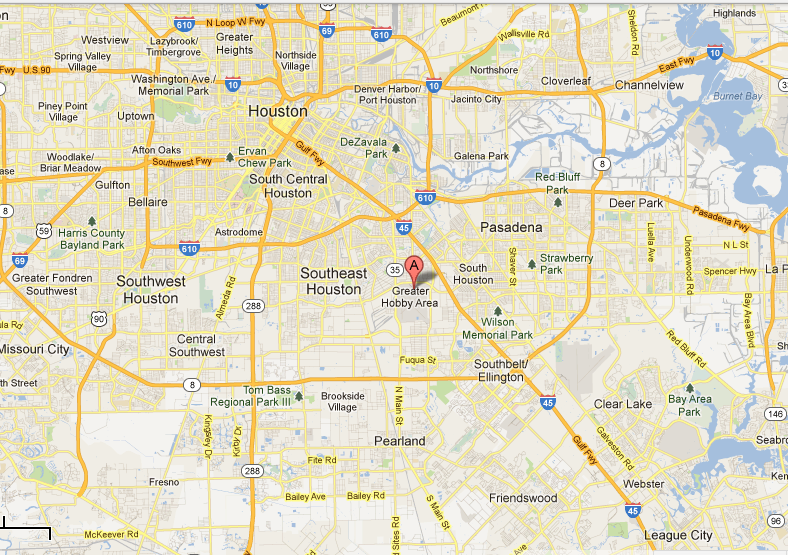 610
N Loop W Fwy
69
610
Beaumont
Wallisville Rd
Sheldon Rd
Highlands
Westview
Lazybrook/
Timbergrove
Greater
Heights
Northside
Village
Spring Valley
Village
Fwy U.S 90
Washington Ave./
Memorial Park
10
Denver Harbor/
Port Houston
10
Northshore
Jacinto City
Cloverleaf
East Fwy
10
Channelview
Burnet Bay
Piney Point
Village
Uptown
Houston
Gulf Fwy
DeZavala
Park
Galena Park
8
Afton Oaks
Ervan
Chew Park
Woodlake/
Briar Meadow
Southwest Fwy
Gulfton
South Central
Houston
Red Bluff
Park
610
Deer Park
Pasadena Fwy
8
Bellaire
59
Harris County
Bayland Park
Astrodome
45
Pasadena
610
69
Shaver St
Strawberry
Park
Luella Ave
Underwood Rd
N L St
Spencer Hwy
Greater Fondren
Southwest
Southwest
Houston
Almeda Rd
Southeast
Houston
35
A
Greater
Hobby Area
South
Houston
La P
288
90
Bay Area Blvd
Missouri City
Central
Southwest
Wilson
Memorial Park
Red Bluff Rd
Fuqua St
Southbelt/
Ellington
th Street
8
Tom Bass
Regional Park III
Brookside
Village
N Main St
45
Clear Lake
Bay Area
Park
146
Kingsley Dr
Kirby Dr
Pearland
Gulf Fwy
Galveston Rd
Seabro
288
Fite Rd
Fresno
Bailey Ave
Bailey Rd
S Main St
Friendswood
Webster
45
96
McKeever Rd
Sites Rd
League City